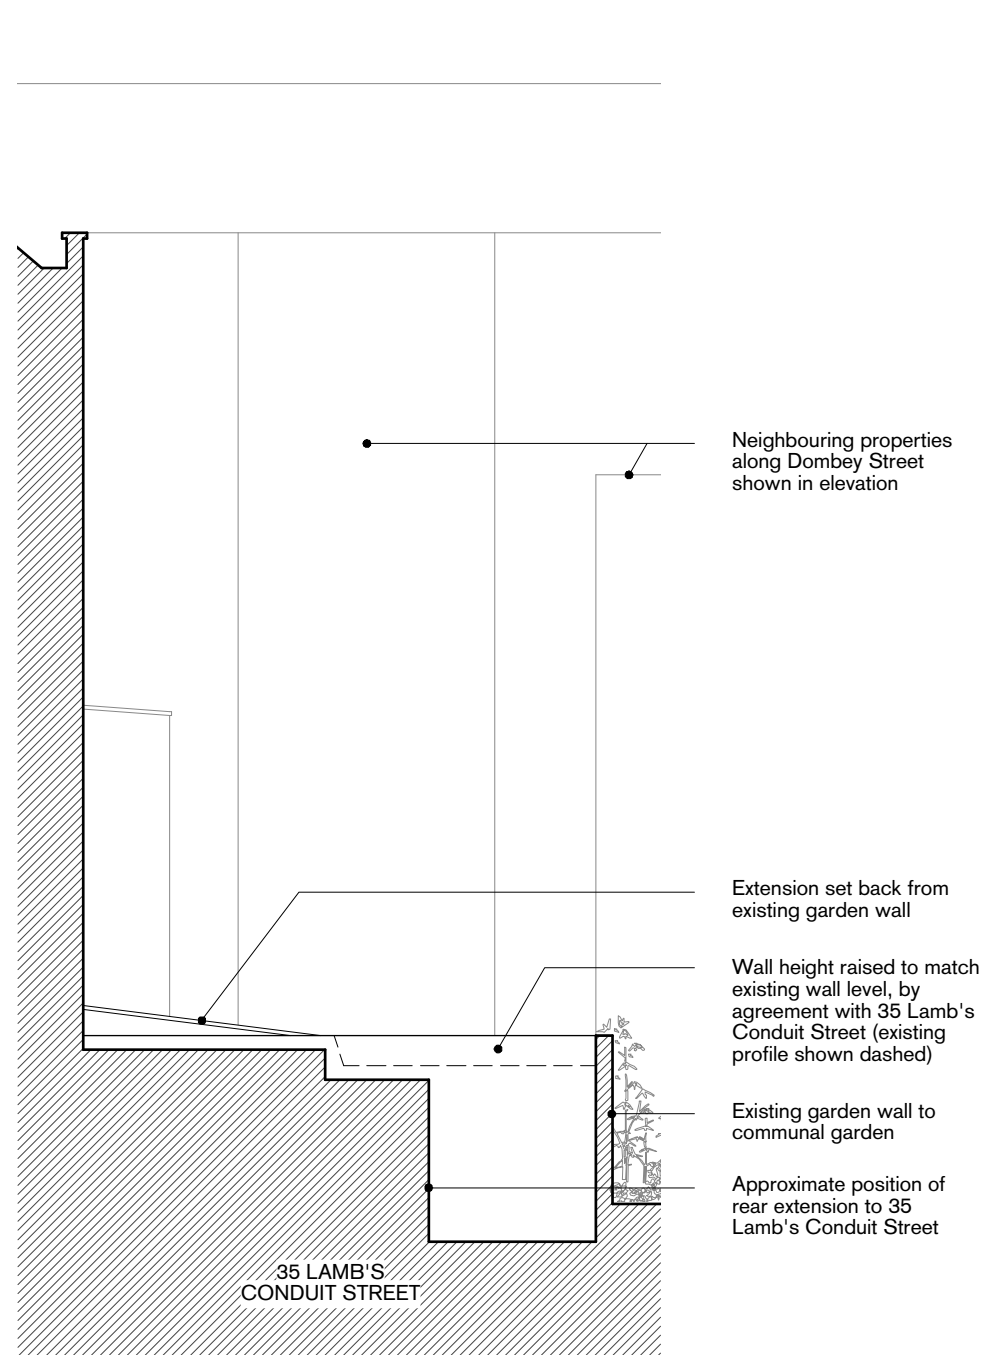 Neighbouring properties
along Dombey Street
shown in elevation
Extension set back from
existing garden wall
Wall height raised to match
existing wall level, by
agreement with 35 Lamb's
Conduit Street (existing
profile shown dashed)
Existing garden wall to
communal garden
Approximate position of
rear extension to 35
Lamb's Conduit Street
35 LAMB'S
CONDUIT STREET